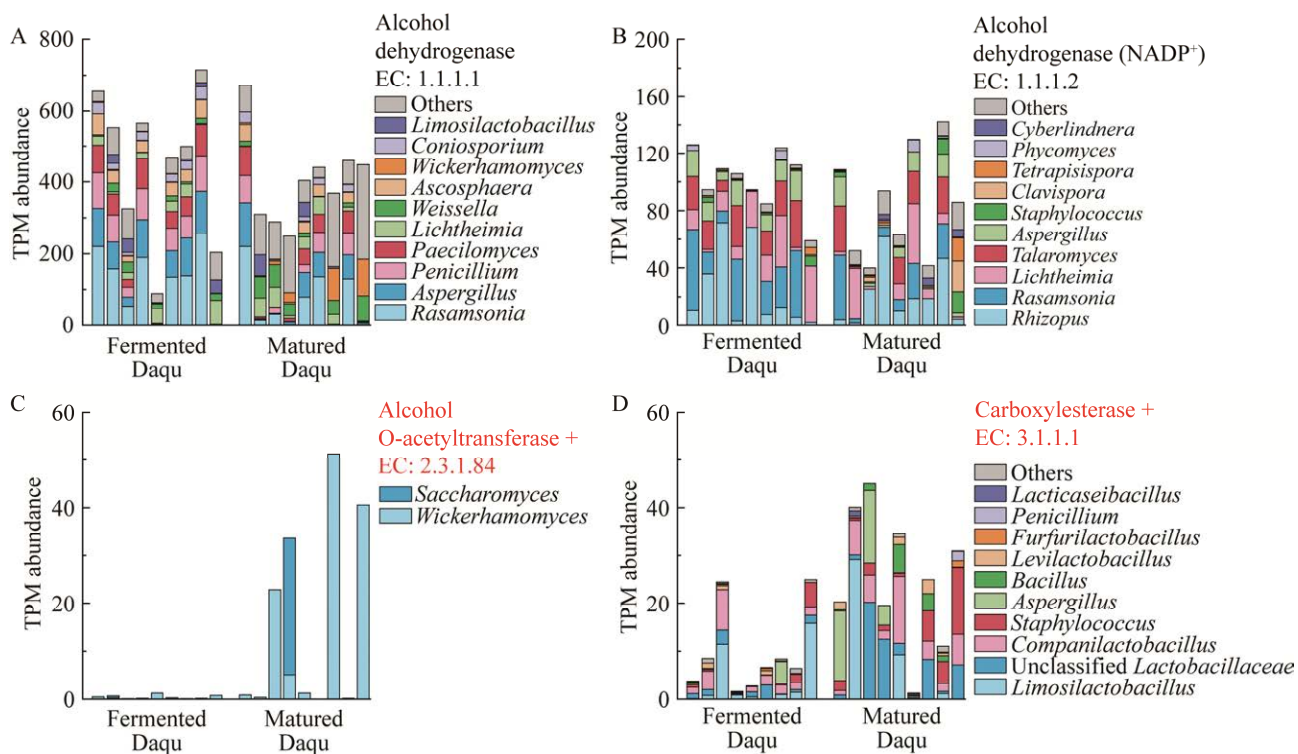 A
Alcohol
dehydrogenase
EC: 1.1.1.1
Others
Limosilactobacillus
Coniosporium
Wickerhamomyces
Ascosphaera
Weissella
Lichtheimia
Paecilomyces
Penicillium
Aspergillus
Rasamsonia
TPM abundance
800
600
400
200
0
Fermented
Daqu
Matured
Daqu
B
Alcohol
dehydrogenase (NADP⁺)
EC: 1.1.1.2
Others
Cyberlindnera
Phycomyces
Tetrapisispora
Clavispora
Staphylococcus
Aspergillus
Talaromyces
Lichtheimia
Rasamsonia
Rhizopus
TPM abundance
200
160
120
80
40
0
Fermented
Daqu
Matured
Daqu
C
Alcohol
O-acetyltransferase +
EC: 2.3.1.84
Saccharomyces
Wickerhamomyces
TPM abundance
60
40
20
0
Fermented
Daqu
Matured
Daqu
D
Carboxylesterase +
EC: 3.1.1.1
Others
Lacticaseibacillus
Penicillium
Furfurilactobacillus
Levilactobacillus
Bacillus
Aspergillus
Staphylococcus
Companilactobacillus
Unclassified Lactobacillaceae
Limosilactobacillus
TPM abundance
60
40
20
0
Fermented
Daqu
Matured
Daqu